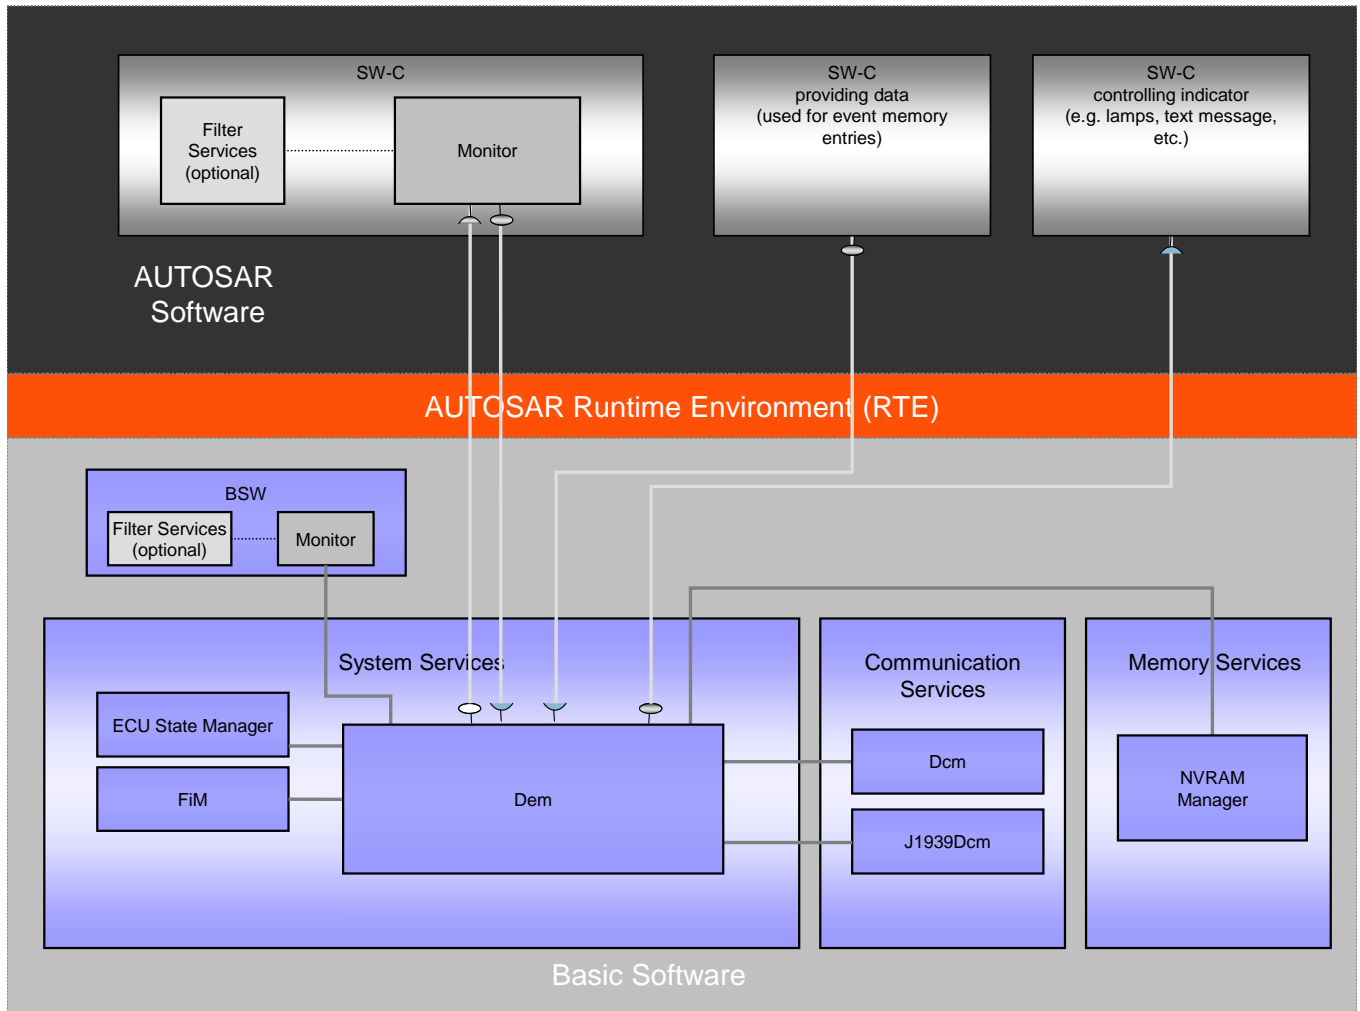 SW-C
Filter
Services
(optional)
Monitor
SW-C
providing data
(used for event memory
entries)
SW-C
controlling indicator
(e.g. lamps, text message,
etc.)
AUTOSAR
Software
AUTOSAR Runtime Environment (RTE)
BSW
Filter Services
(optional)
Monitor
System Services
ECU State Manager
FiM
Dem
Communication
Services
Dcm
J1939Dcm
Memory Services
NVRAM
Manager
Basic Software